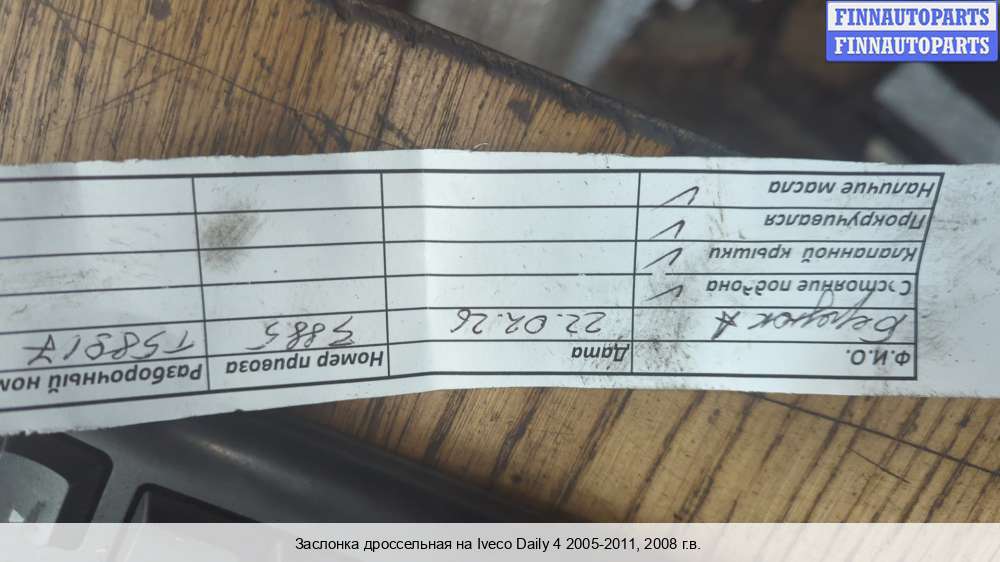 FINNAUTOPARTS
FINNAUTOPARTS
Ф.И.О. Дата Номер привоза Разборочный ном
22.02.26 T58917
Состояние поддона
Клапанной крышки
Прокручивался
Наличие масла
Заслонка дроссельная на Iveco Daily 4 2005-2011, 2008 г.в.